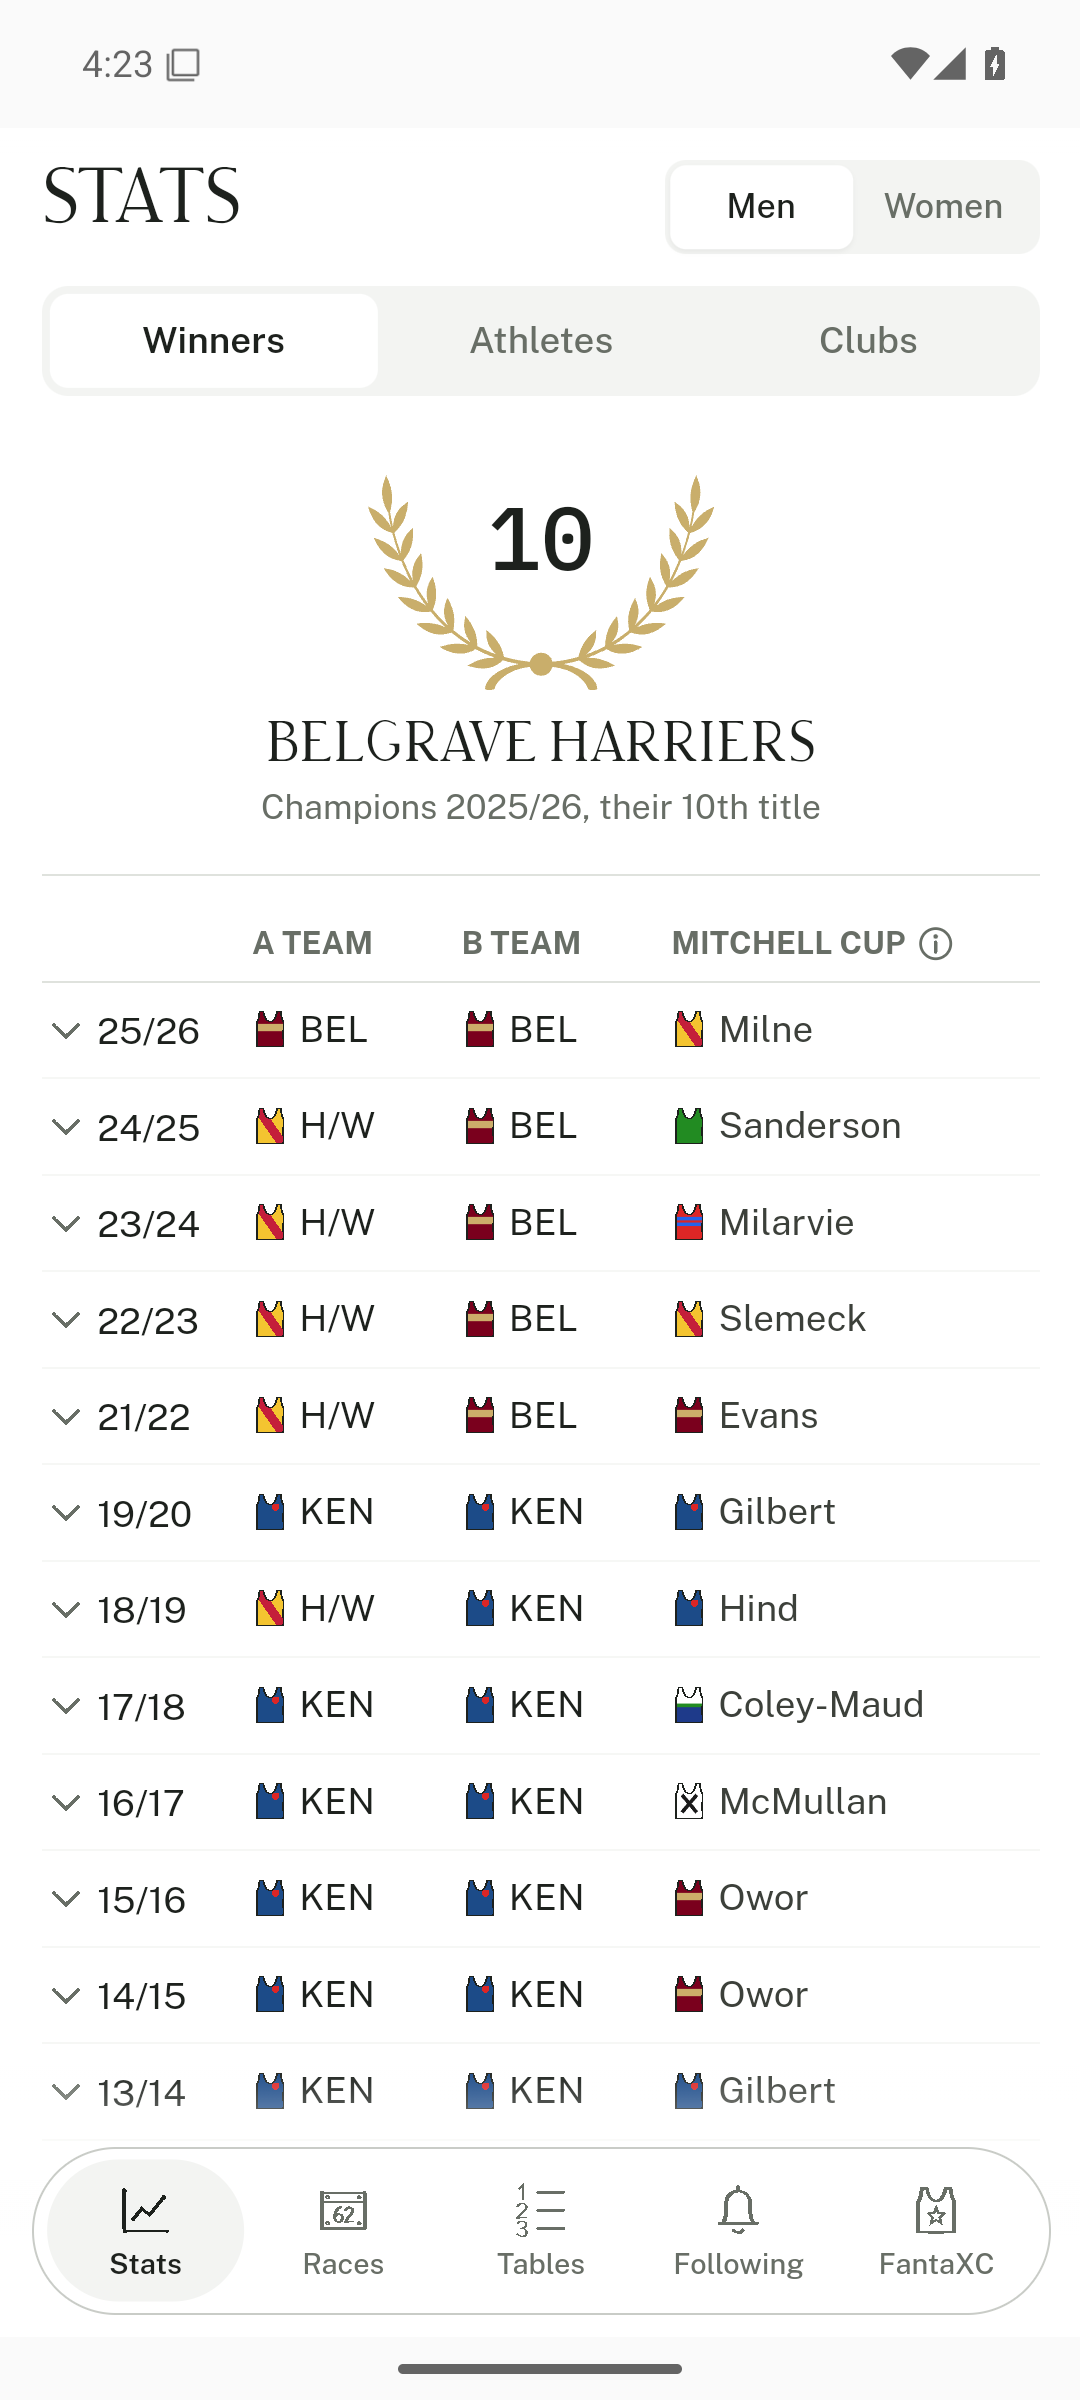 4:23
STATS
Men Women
Winners Athletes Clubs
10
BELGRAVE HARRIERS
Champions 2025/26, their 10th title
A TEAM B TEAM MITCHELL CUP
25/26 BEL BEL Milne
24/25 H/W BEL Sanderson
23/24 H/W BEL Milarvie
22/23 H/W BEL Slemeck
21/22 H/W BEL Evans
19/20 KEN KEN Gilbert
18/19 H/W KEN Hind
17/18 KEN KEN Coley-Maud
16/17 KEN KEN McMullan
15/16 KEN KEN Owor
14/15 KEN KEN Owor
13/14 KEN KEN Gilbert
62
1
2
3
Stats Races Tables Following FantaXC